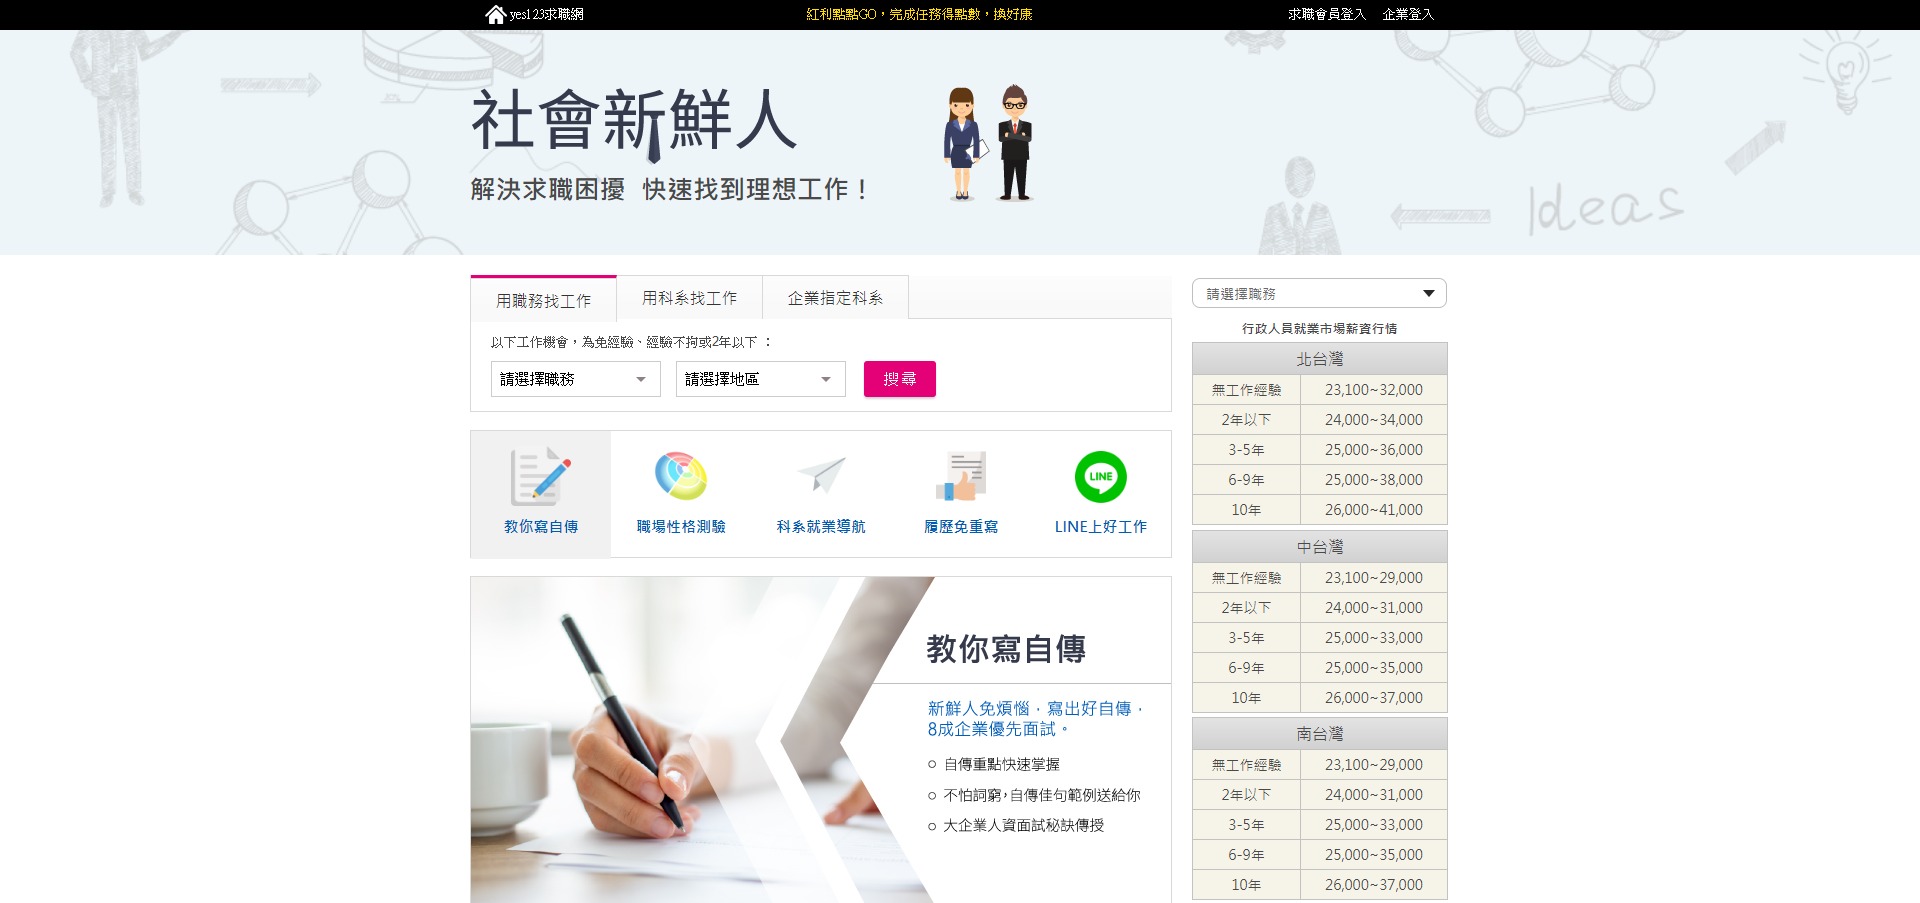 yes123求職網
紅利點點GO，完成任務得點數，換好康
求職會員登入 企業登入
社會新鮮人
解決求職困擾 快速找到理想工作！
Ideas
用職務找工作
用科系找工作
企業指定科系
以下工作機會，為免經驗、經驗不拘或2年以下 ：
請選擇職務
請選擇地區
搜尋
教你寫自傳
職場性格測驗
科系就業導航
履歷免重寫
LINE
LINE上好工作
教你寫自傳
新鮮人免煩惱，寫出好自傳，
8成企業優先面試。
自傳重點快速掌握
不怕詞窮，自傳佳句範例送給你
大企業人資面試秘訣傳授
請選擇職務
行政人員就業市場薪資行情
北台灣
無工作經驗 23,100~32,000
2年以下 24,000~34,000
3-5年 25,000~36,000
6-9年 25,000~38,000
10年 26,000~41,000
中台灣
無工作經驗 23,100~29,000
2年以下 24,000~31,000
3-5年 25,000~33,000
6-9年 25,000~35,000
10年 26,000~37,000
南台灣
無工作經驗 23,100~29,000
2年以下 24,000~31,000
3-5年 25,000~33,000
6-9年 25,000~35,000
10年 26,000~37,000